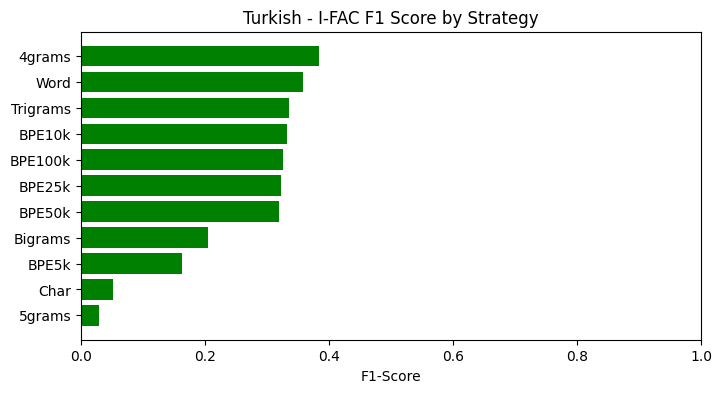 Turkish - I-FAC F1 Score by Strategy
4grams
Word
Trigrams
BPE10k
BPE100k
BPE25k
BPE50k
Bigrams
BPE5k
Char
5grams
0.0 0.2 0.4 0.6 0.8 1.0
F1-Score